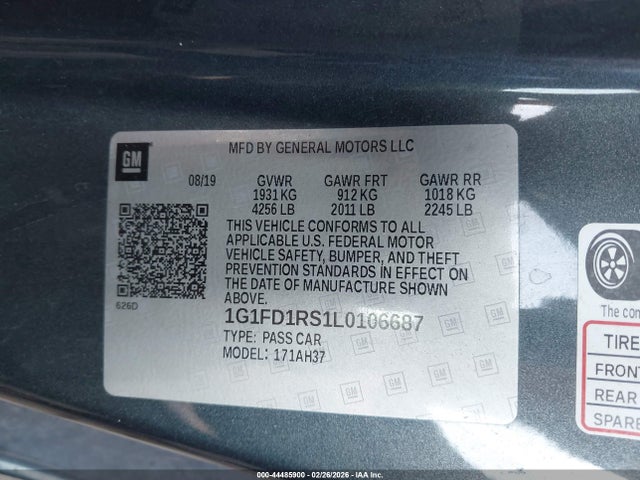 GM
MFD BY GENERAL MOTORS LLC
08/19 GVWR GAWR FRT GAWR RR
1931 KG 912 KG 1018 KG
4256 LB 2011 LB 2245 LB
THIS VEHICLE CONFORMS TO ALL
APPLICABLE U.S. FEDERAL MOTOR
VEHICLE SAFETY, BUMPER, AND THEFT
PREVENTION STANDARDS IN EFFECT ON
THE DATE OF MANUFACTURE SHOWN
ABOVE.
626D
1G1FD1RS1L0106687
TYPE: PASS CAR
MODEL: 171AH37
The con
TIRE
FRONT
REAR
SPARE
000-44485900 - 02/26/2026 - IAA Inc.